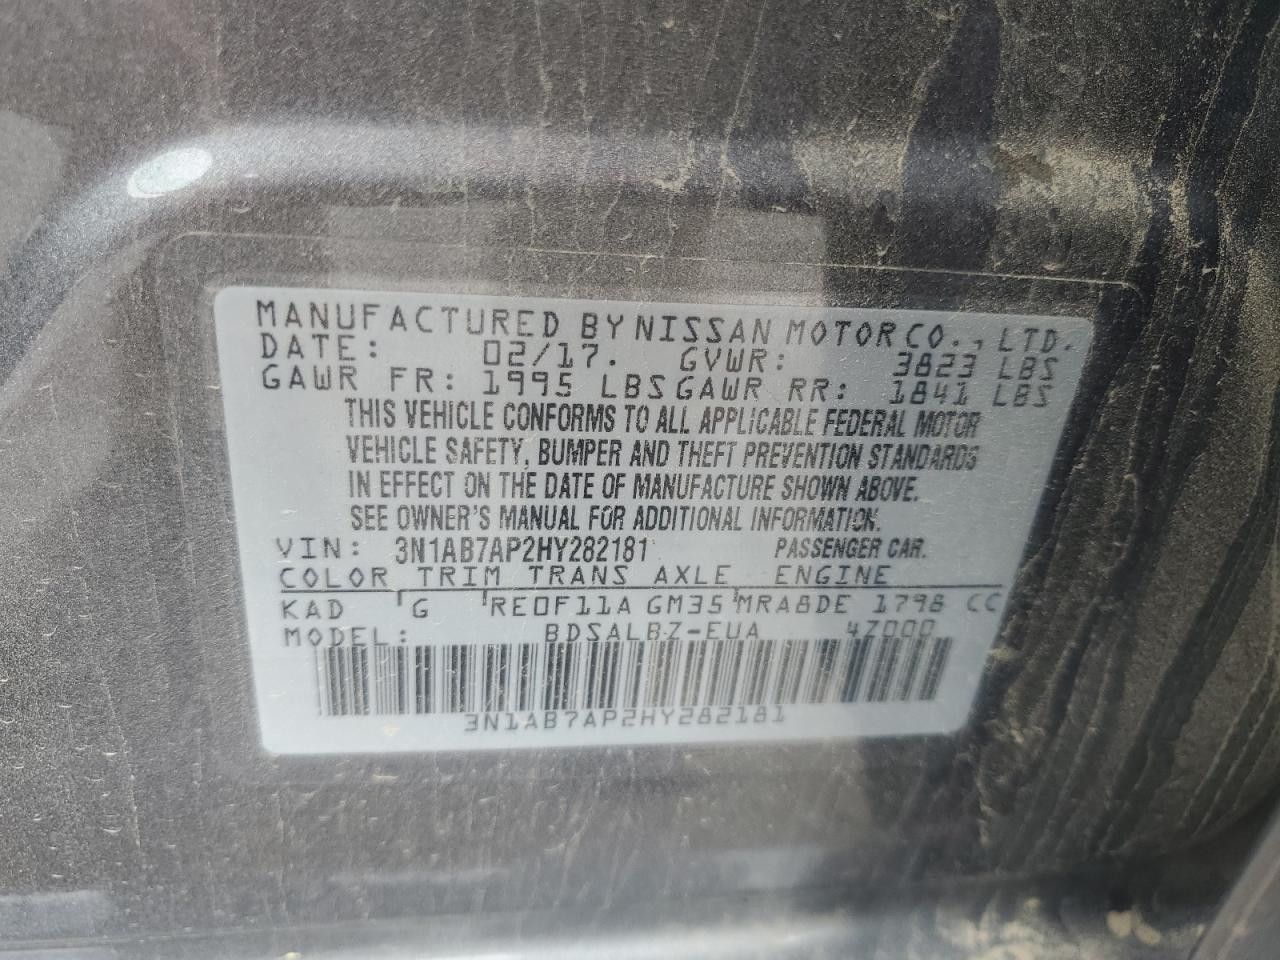 MANUFACTURED BY NISSAN MOTOR CO., LTD.
DATE: 02/17. GVWR: 3823 LBS
GAWR FR: 1995 LBS GAWR RR: 1841 LBS
THIS VEHICLE CONFORMS TO ALL APPLICABLE FEDERAL MOTOR
VEHICLE SAFETY, BUMPER AND THEFT PREVENTION STANDARDS
IN EFFECT ON THE DATE OF MANUFACTURE SHOWN ABOVE.
SEE OWNER'S MANUAL FOR ADDITIONAL INFORMATION.
VIN: 3N1AB7AP2HY282181 PASSENGER CAR.
COLOR TRIM TRANS AXLE ENGINE
KAD G RE0F11A GM35 MRA8DE 1798 CC
MODEL: BDSALBZ-EUA 4Z000
3N1AB7AP2HY282181